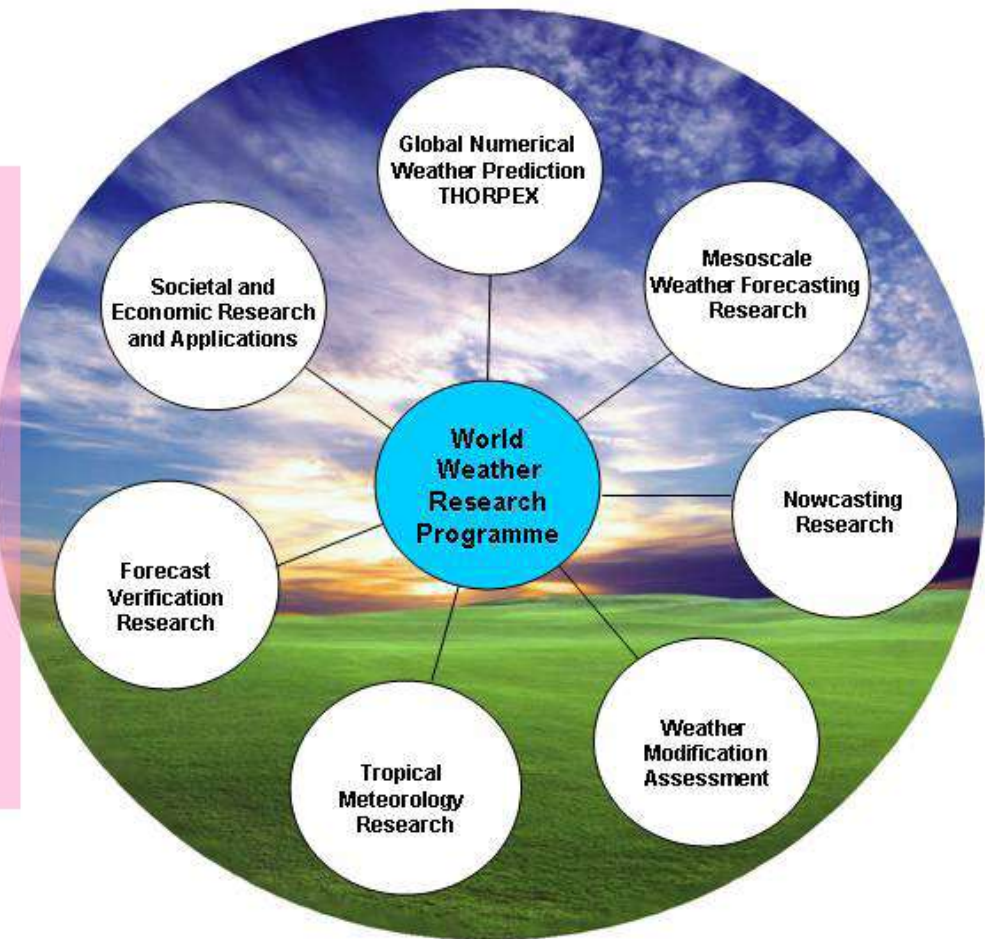 Global Numerical
Weather Prediction
THORPEX
Mesoscale
Weather Forecasting
Research
Societal and
Economic Research
and Applications
World
Weather
Research
Programme
Nowcasting
Research
Forecast
Verification
Research
Weather
Modification
Assessment
Tropical
Meteorology
Research